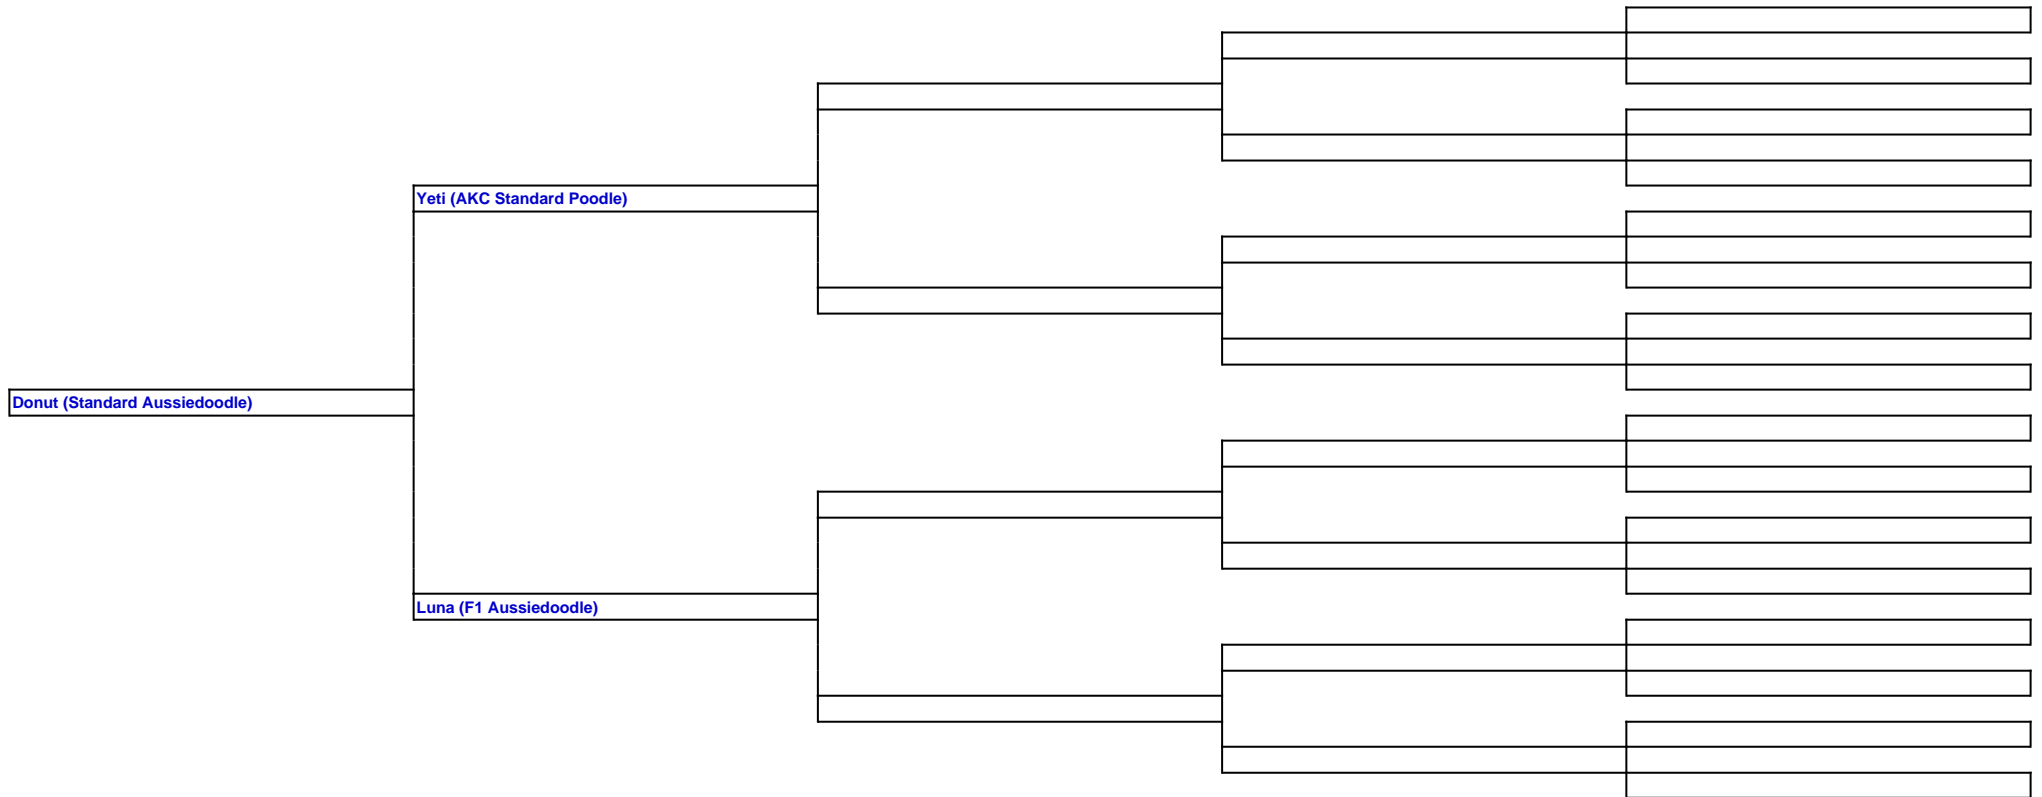 Yeti (AKC Standard Poodle)
Donut (Standard Aussiedoodle)
Luna (F1 Aussiedoodle)